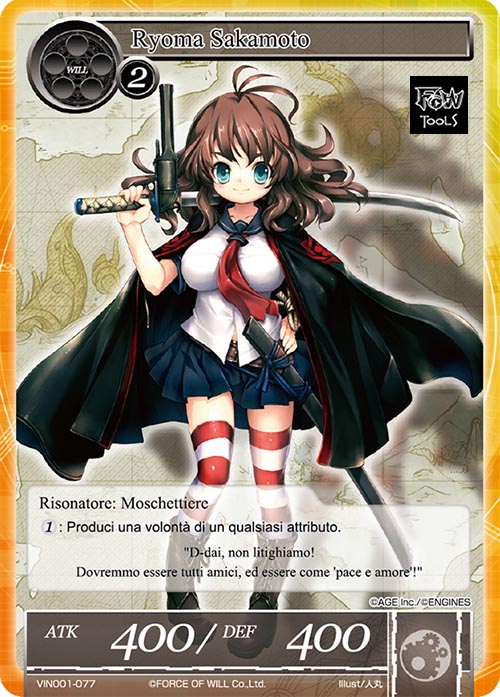 Ryoma Sakamoto
WILL
2
FOW
TOOLS
Risonatore: Moschettiere
1 : Produci una volontà di un qualsiasi attributo.
"D-dai, non litighiamo!
Dovremmo essere tutti amici, ed essere come 'pace e amore'!"
©AGE Inc./©ENGINES
ATK 400/ DEF 400
VIN001-077 ©FORCE OF WILL Co.,Ltd. Illust/人丸